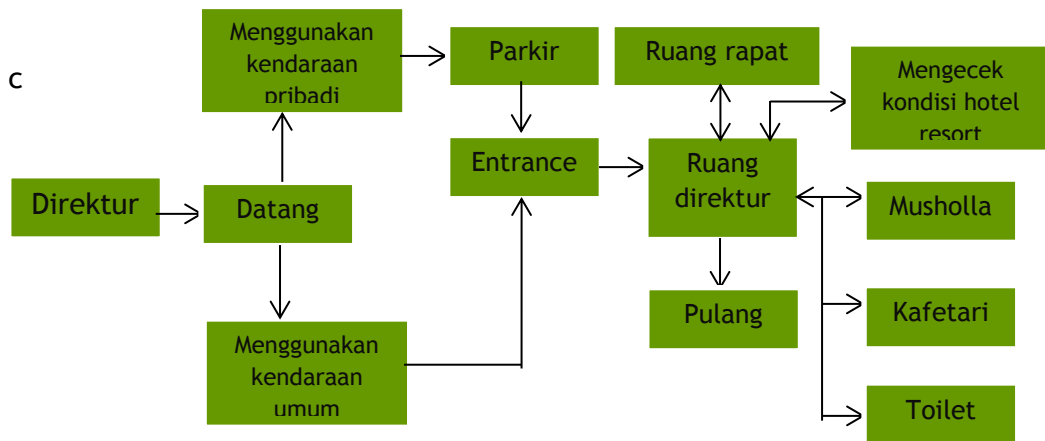 C
Menggunakan
kendaraan
pribadi
Parkir
Ruang rapat
Mengecek
kondisi hotel
resort
Direktur
Datang
Entrance
Ruang
direktur
Musholla
Menggunakan
kendaraan
umum
Pulang
Kafetari
Toilet